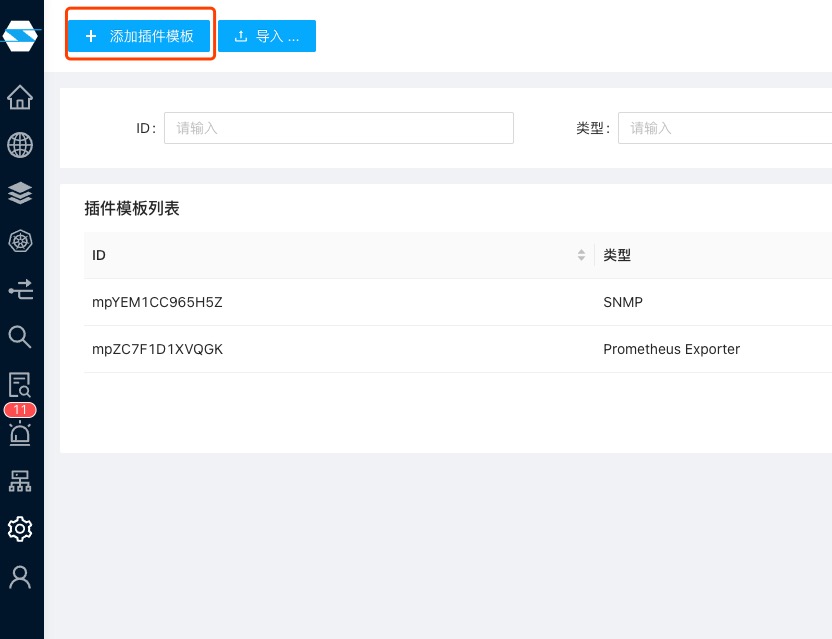 + 添加插件模板 导入 ...
ID: 请输入 类型: 请输入
插件模板列表
ID 类型
mpYEM1CC965H5Z SNMP
mpZC7F1D1XVQGK Prometheus Exporter
11